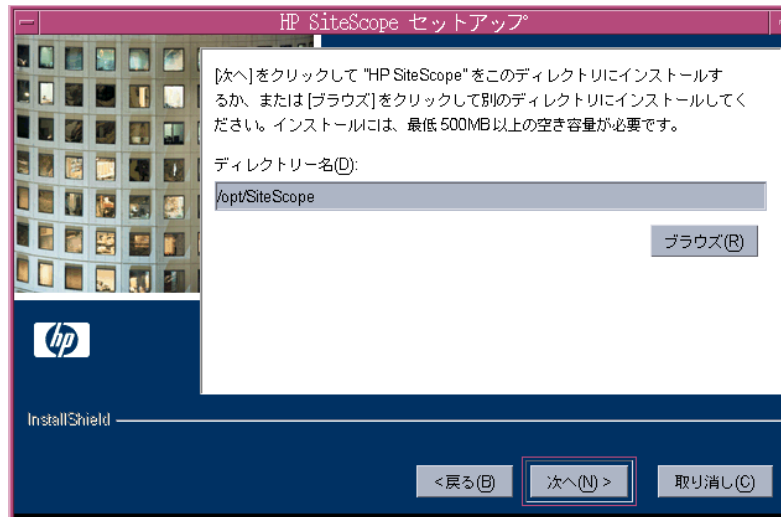 HP SiteScope セットアップ
[次へ]をクリックして "HP SiteScope" をこのディレクトリにインストールす
るか、または [ブラウズ]をクリックして別のディレクトリにインストールしてく
ださい。インストールには、最低 500MB 以上の空き容量が必要です。
ディレクトリー名(D):
/opt/SiteScope
ブラウズ(R)
hp
InstallShield
<戻る(B) 次へ(N) > 取り消し(C)